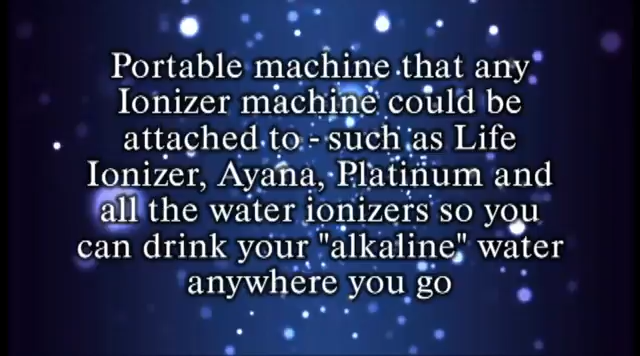 Portable machine that any
Ionizer machine could be
attached to - such as Life
Ionizer, Ayana, Platinum and
all the water ionizers so you
can drink your "alkaline" water
anywhere you go